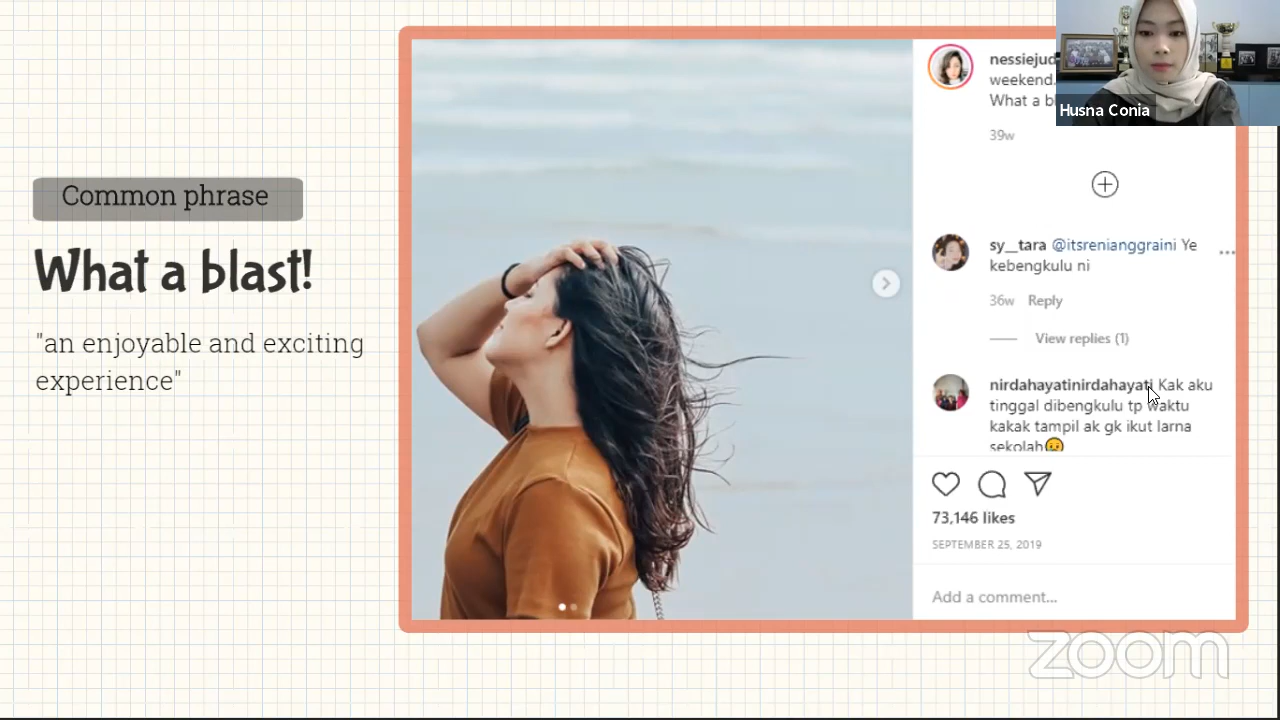 Common phrase
What a blast!
"an enjoyable and exciting
experience"
nessiejud
weekend.
What a b
39w
sy__tara @itsrenianggraini Ye
kebengkulu ni
36w Reply
View replies (1)
nirdahayatinirdahayati Kak aku
tinggal dibengkulu tp waktu
kakak tampil ak gk ikut larna
sekolah
73,146 likes
SEPTEMBER 25, 2019
Add a comment...
Husna Conia
zoom